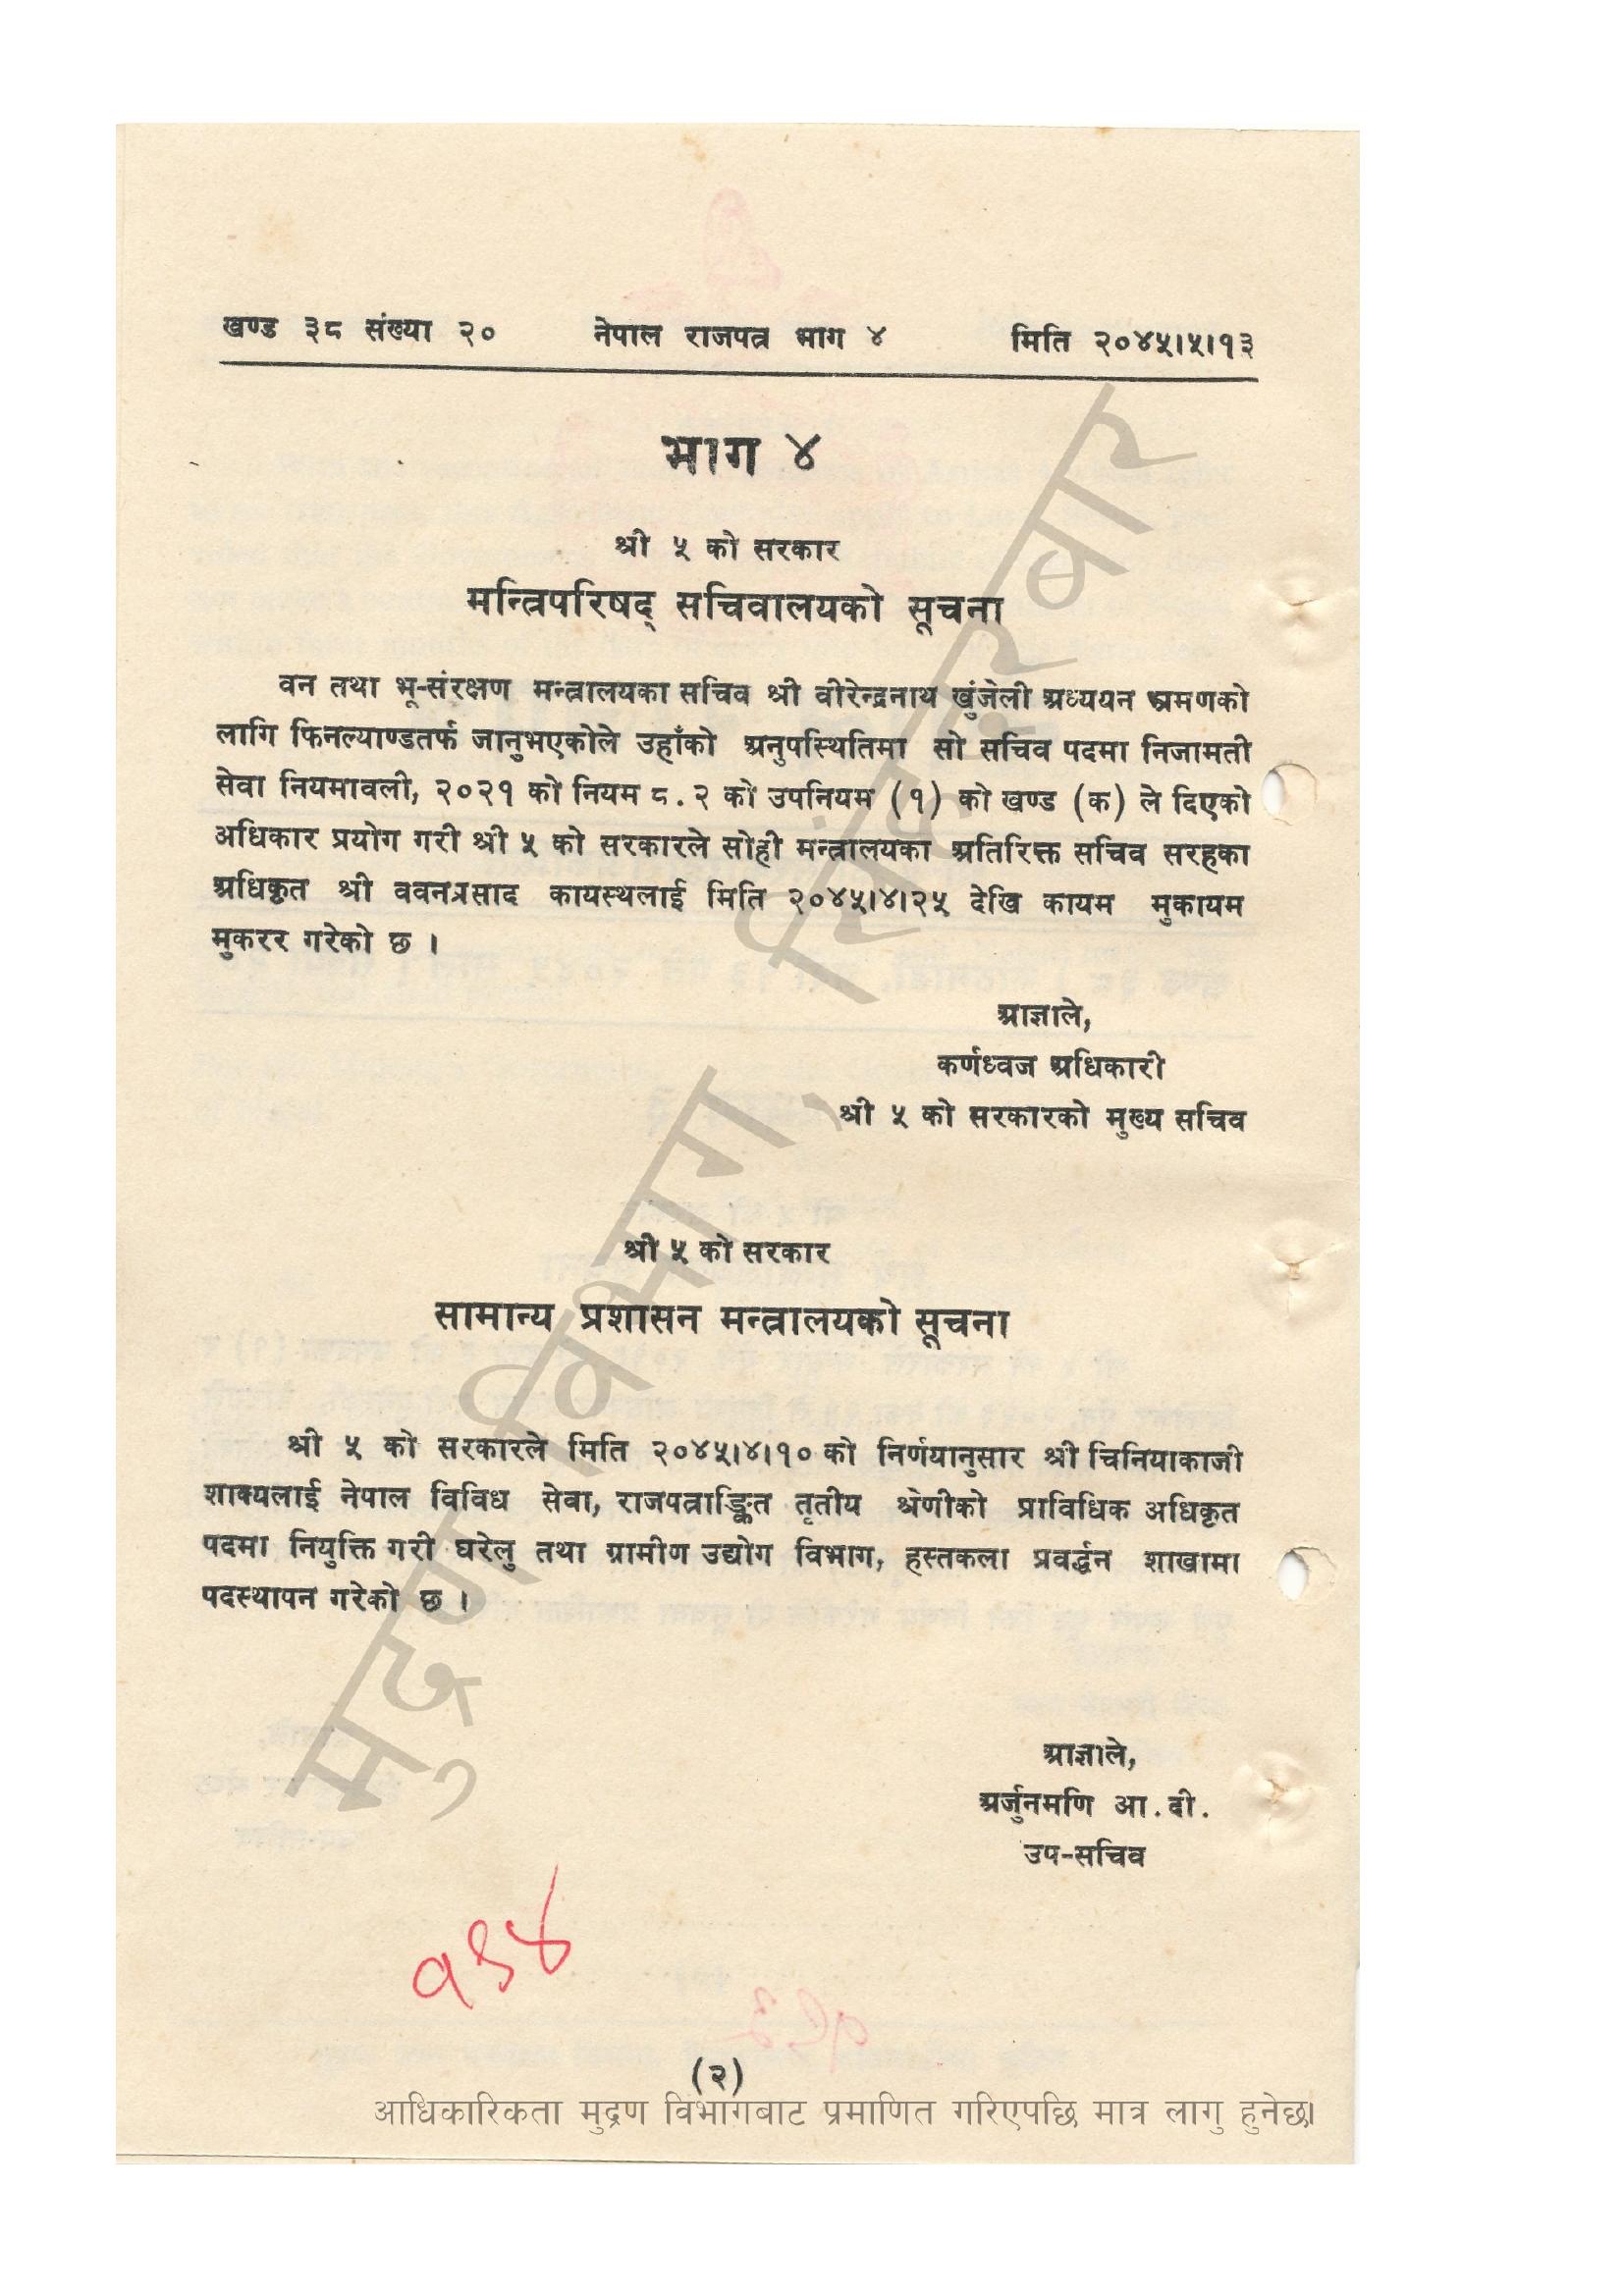 खण्ड ३८ संख्या २० नेपाल राजपत्र भाग ४ मिति २०४५।५।१३
भाग ४
श्री ५ को सरकार
मन्त्रिपरिषद् सचिवालयको सूचना
वन तथा भू-संरक्षण मन्त्रालयका सचिव श्री वीरेन्द्रनाथ खुंजेली अध्ययन भ्रमणको
लागि फिनल्याण्डतर्फ जानुभएकोले उहाँको अनुपस्थितिमा सो सचिव पदमा निजामती
सेवा नियमावली, २०२१ को नियम ८.२ को उपनियम (१) को खण्ड (क) ले दिएको
अधिकार प्रयोग गरी श्री ५ को सरकारले सोही मन्त्रालयका अतिरिक्त सचिव सरहका
अधिकृत श्री ववनप्रसाद कायस्थलाई मिति २०४५।४।२५ देखि कायम मुकायम
मुकरर गरेको छ ।
आज्ञाले,
कर्णध्वज अधिकारी
श्री ५ को सरकारको मुख्य सचिव
श्री ५ को सरकार
सामान्य प्रशासन मन्त्रालयको सूचना
श्री ५ को सरकारले मिति २०४५।४।१० को निर्णयानुसार श्री चिनियाकाजी
शाक्यलाई नेपाल विविध सेवा, राजपत्राङ्कित तृतीय श्रेणीको प्राविधिक अधिकृत
पदमा नियुक्ति गरी घरेलु तथा ग्रामीण उद्योग विभाग, हस्तकला प्रवर्द्धन शाखामा
पदस्थापन गरेको छ ।
आज्ञाले,
अर्जुनमणि आ.दी.
उप-सचिव
(२)
आधिकारिकता मुद्रण विभागबाट प्रमाणित गरिएपछि मात्र लागु हुनेछ।
मुद्रण विभाग, सिंहदरवार